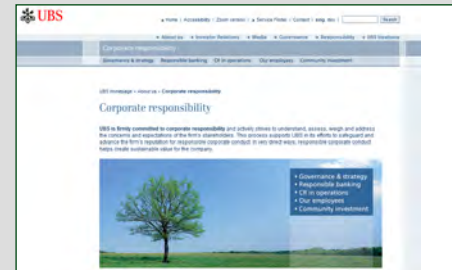 UBS
Home | Accessibility | Zoom version | Service Finder | Contact | eng deu | Search
About us Investor Relations Media Governance Responsibility UBS locations
Corporate responsibility
Governance & strategy Responsible banking CR in operations Our employees Community investment
UBS Homepage > About us > Corporate responsibility
Corporate responsibility
UBS is firmly committed to corporate responsibility and actively strives to understand, assess, weigh and address
the concerns and expectations of the firm's stakeholders. This process supports UBS in its efforts to safeguard and
advance the firm's reputation for responsible corporate conduct. In very direct ways, responsible corporate conduct
helps create sustainable value for the company.
• Governance & strategy
• Responsible banking
• CR in operations
• Our employees
• Community investment